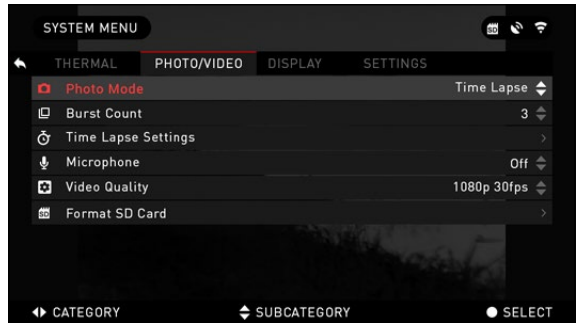 SYSTEM MENU
SD
THERMAL PHOTO/VIDEO DISPLAY SETTINGS
Photo Mode Time Lapse
Burst Count 3
Time Lapse Settings
Microphone Off
Video Quality 1080p 30fps
SD Format SD Card
CATEGORY SUBCATEGORY SELECT